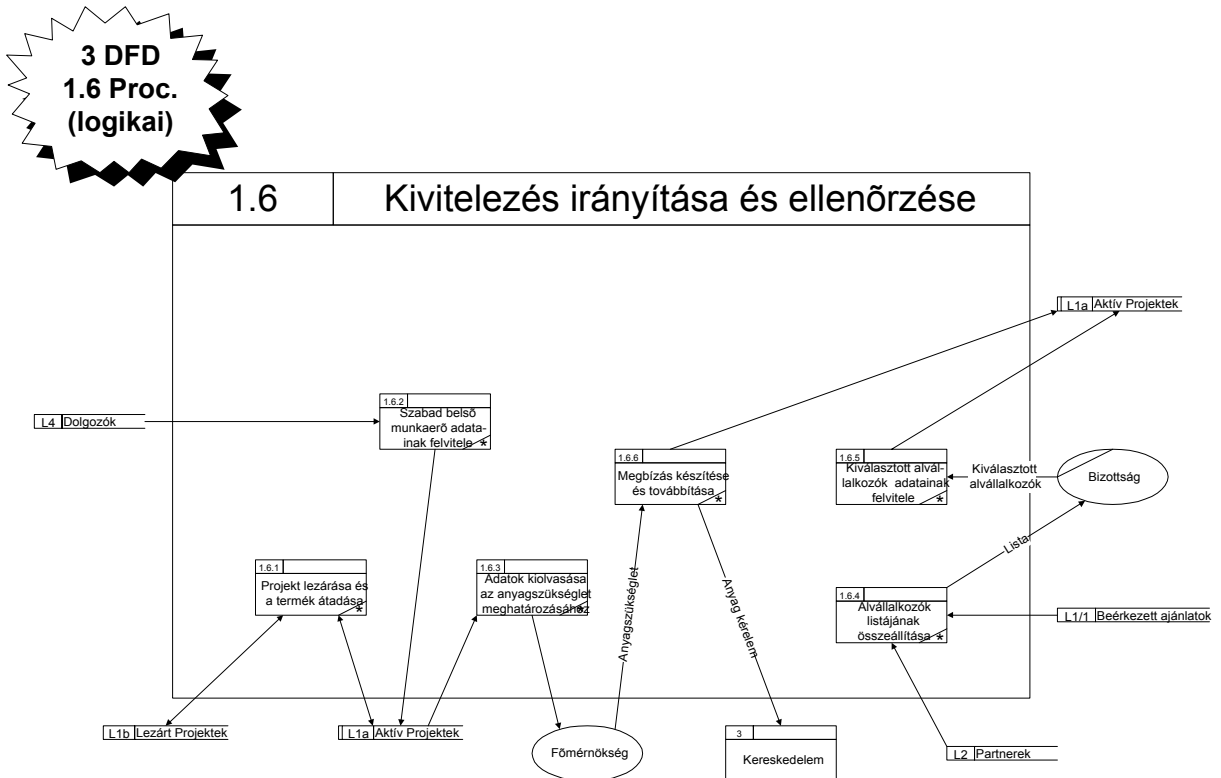 3 DFD
1.6 Proc.
(logikai)
1.6
Kivitelezés irányítása és ellenõrzése
L1a Aktív Projektek
L4 Dolgozók
1.6.2
Szabad belsõ
munkaerõ adata-
inak felvitele *
1.6.6
Megbízás készítése
és továbbítása
*
1.6.5
Kiválasztott alvál-
lalkozók adatainak
felvitele *
Kiválasztott
alvállalkozók
Bizottság
Lista
1.6.1
Projekt lezárása és
a termék átadása
*
1.6.3
Adatok kiolvasása
az anyagszükséglet
meghatározásához
*
Anyagszükséglet
Anyag kérelem
1.6.4
Alvállalkozók
listájának
összeállítása *
L1/1 Beérkezett ajánlatok
L1b Lezárt Projektek
L1a Aktív Projektek
Fõmérnökség
3
Kereskedelem
L2 Partnerek